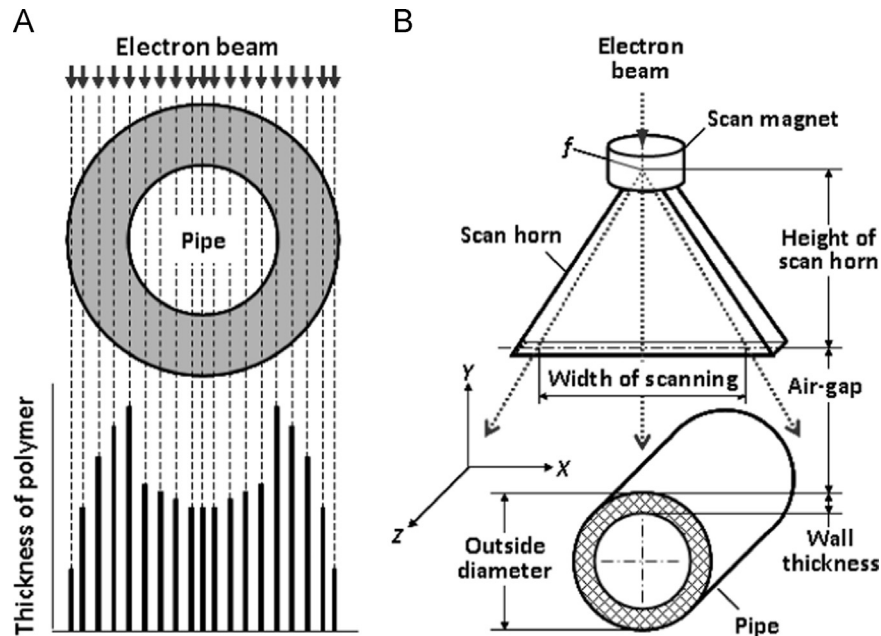 A
Electron beam
Pipe
Thickness of polymer
B
Electron
beam
Scan magnet
f
Scan horn
Height of
scan horn
Width of scanning
Air-gap
Y
X
Z
Outside
diameter
Wall
thickness
Pipe